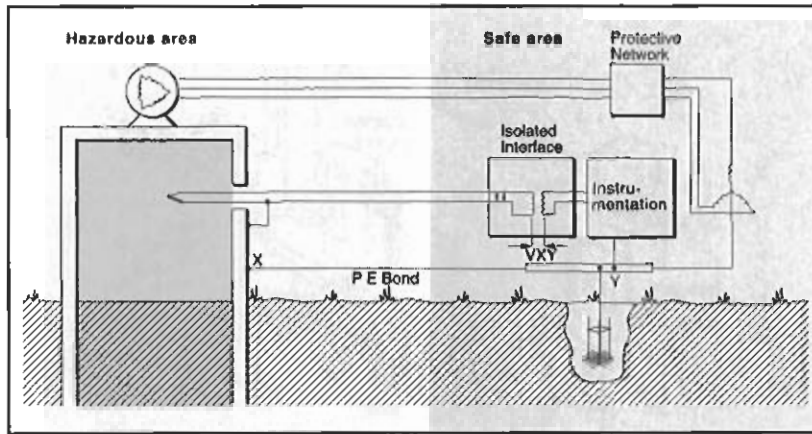 Hazardous area
Safe area
Protective
Network
Isolated
Interface
Instru-
mentation
VXY
X
Y
P E Bond